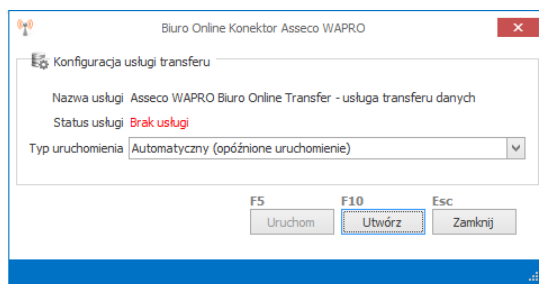 Biuro Online Konektor Asseco WAPRO
Konfiguracja usługi transferu
Nazwa usługi Asseco WAPRO Biuro Online Transfer - usługa transferu danych
Status usługi Brak usługi
Typ uruchomienia Automatyczny (opóźnione uruchomienie)
F5 F10 Esc
Uruchom Utwórz Zamknij